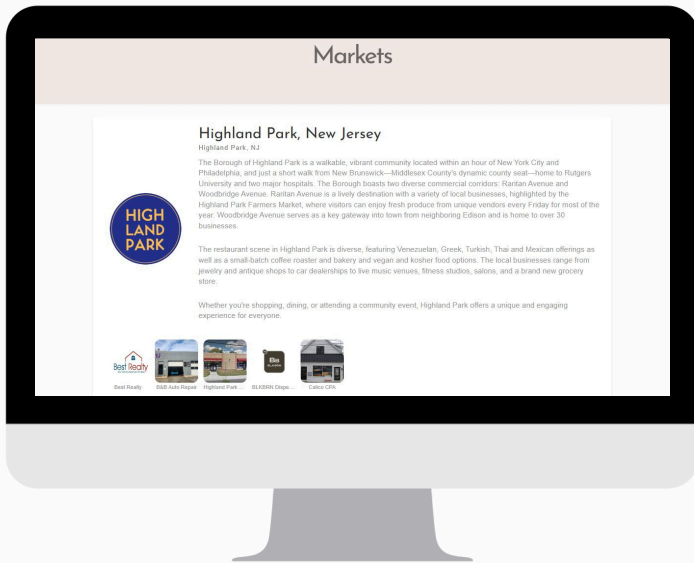 Markets
Highland Park, New Jersey
Highland Park, NJ
The Borough of Highland Park is a walkable, vibrant community located within an hour of New York City and
Philadelphia, and just a short walk from New Brunswick—Middlesex County's dynamic county seat—home to Rutgers
University and two major hospitals. The Borough boasts two diverse commercial corridors: Raritan Avenue and
Woodbridge Avenue. Raritan Avenue is a lively destination with a variety of local businesses, highlighted by the
Highland Park Farmers Market, where visitors can enjoy fresh produce from unique vendors every Friday for most of the
year. Woodbridge Avenue serves as a key gateway into town from neighboring Edison and is home to over 30
businesses.
HIGH
LAND
PARK
The restaurant scene in Highland Park is diverse, featuring Venezuelan, Greek, Turkish, Thai and Mexican offerings as
well as a small-batch coffee roaster and bakery and vegan and kosher food options. The local businesses range from
jewelry and antique shops to car dealerships to live music venues, fitness studios, salons, and a brand new grocery
store.
Whether you're shopping, dining, or attending a community event, Highland Park offers a unique and engaging
experience for everyone.
Best Realty
BLKBRN
Best Realty
B&B Auto Repair
Highland Park ...
BLKBRN Dispe...
Calico CPA